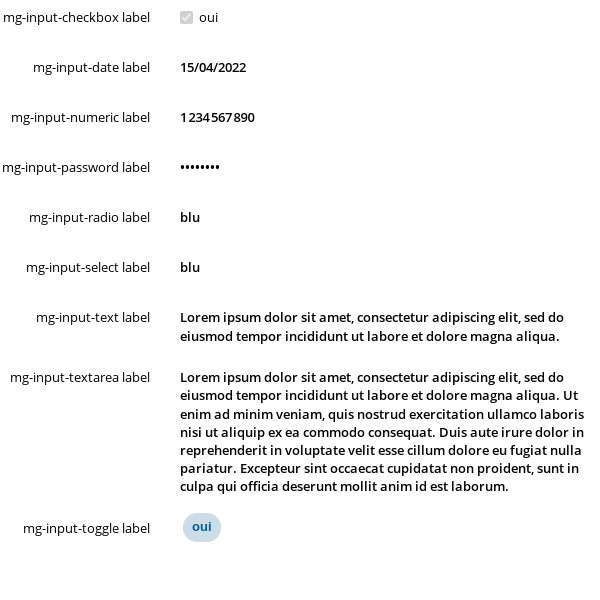 mg-input-checkbox label oui
mg-input-date label 15/04/2022
mg-input-numeric label 1 234 567 890
mg-input-password label ••••••••
mg-input-radio label blu
mg-input-select label blu
mg-input-text label Lorem ipsum dolor sit amet, consectetur adipiscing elit, sed do
eiusmod tempor incididunt ut labore et dolore magna aliqua.
mg-input-textarea label Lorem ipsum dolor sit amet, consectetur adipiscing elit, sed do
eiusmod tempor incididunt ut labore et dolore magna aliqua. Ut
enim ad minim veniam, quis nostrud exercitation ullamco laboris
nisi ut aliquip ex ea commodo consequat. Duis aute irure dolor in
reprehenderit in voluptate velit esse cillum dolore eu fugiat nulla
pariatur. Excepteur sint occaecat cupidatat non proident, sunt in
culpa qui officia deserunt mollit anim id est laborum.
mg-input-toggle label oui